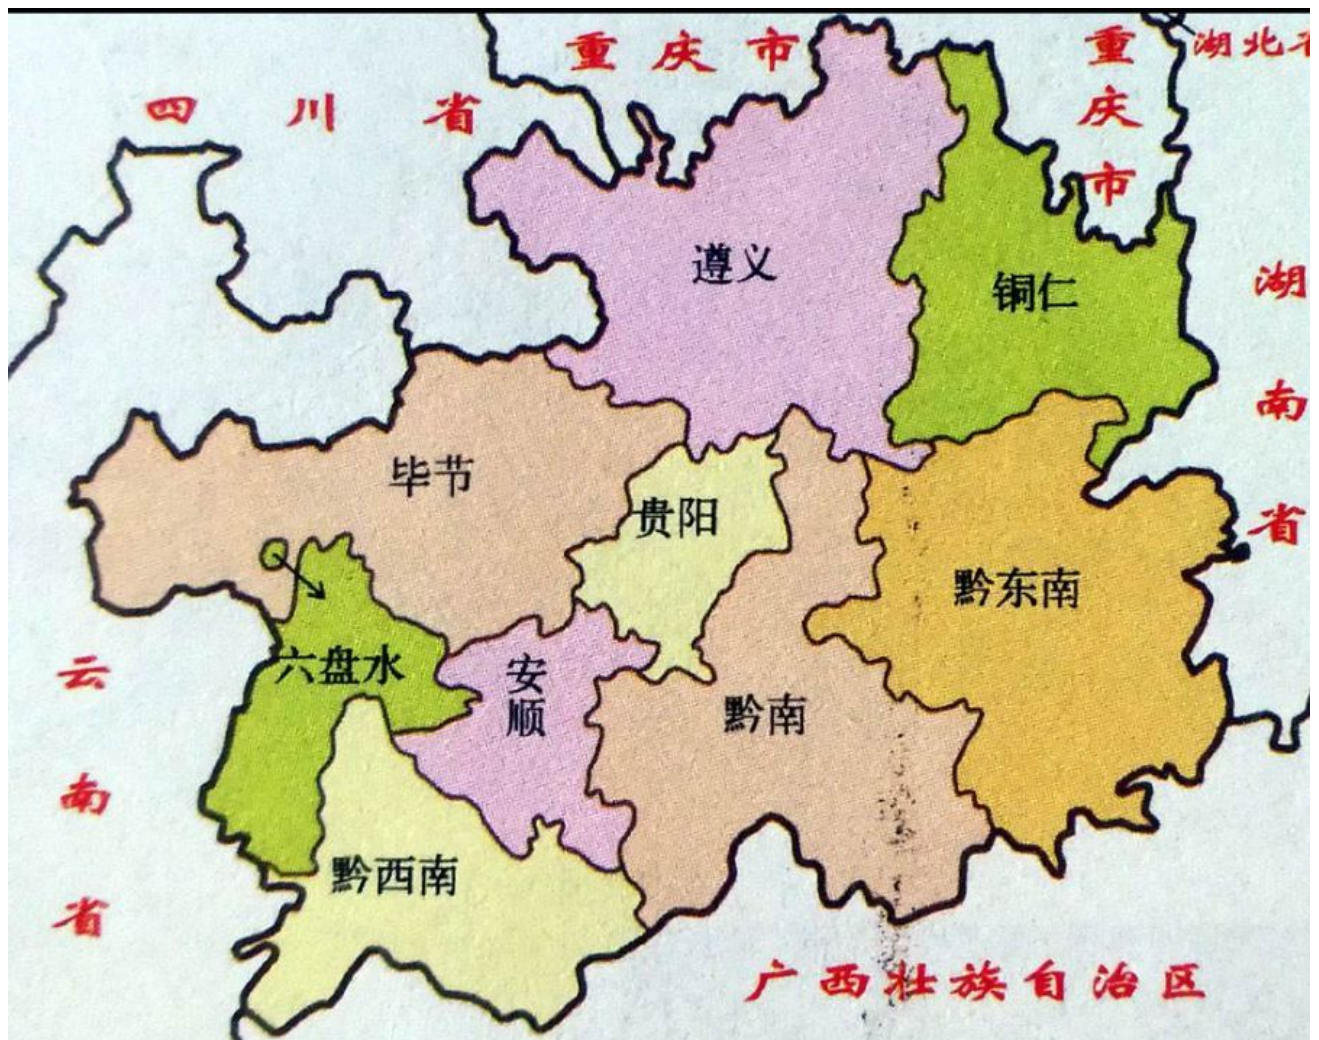 重庆市
重庆市
湖北省
四川省
遵义
铜仁
湖南省
毕节
贵阳
黔东南
六盘水
安顺
黔南
云南省
黔西南
广西壮族自治区